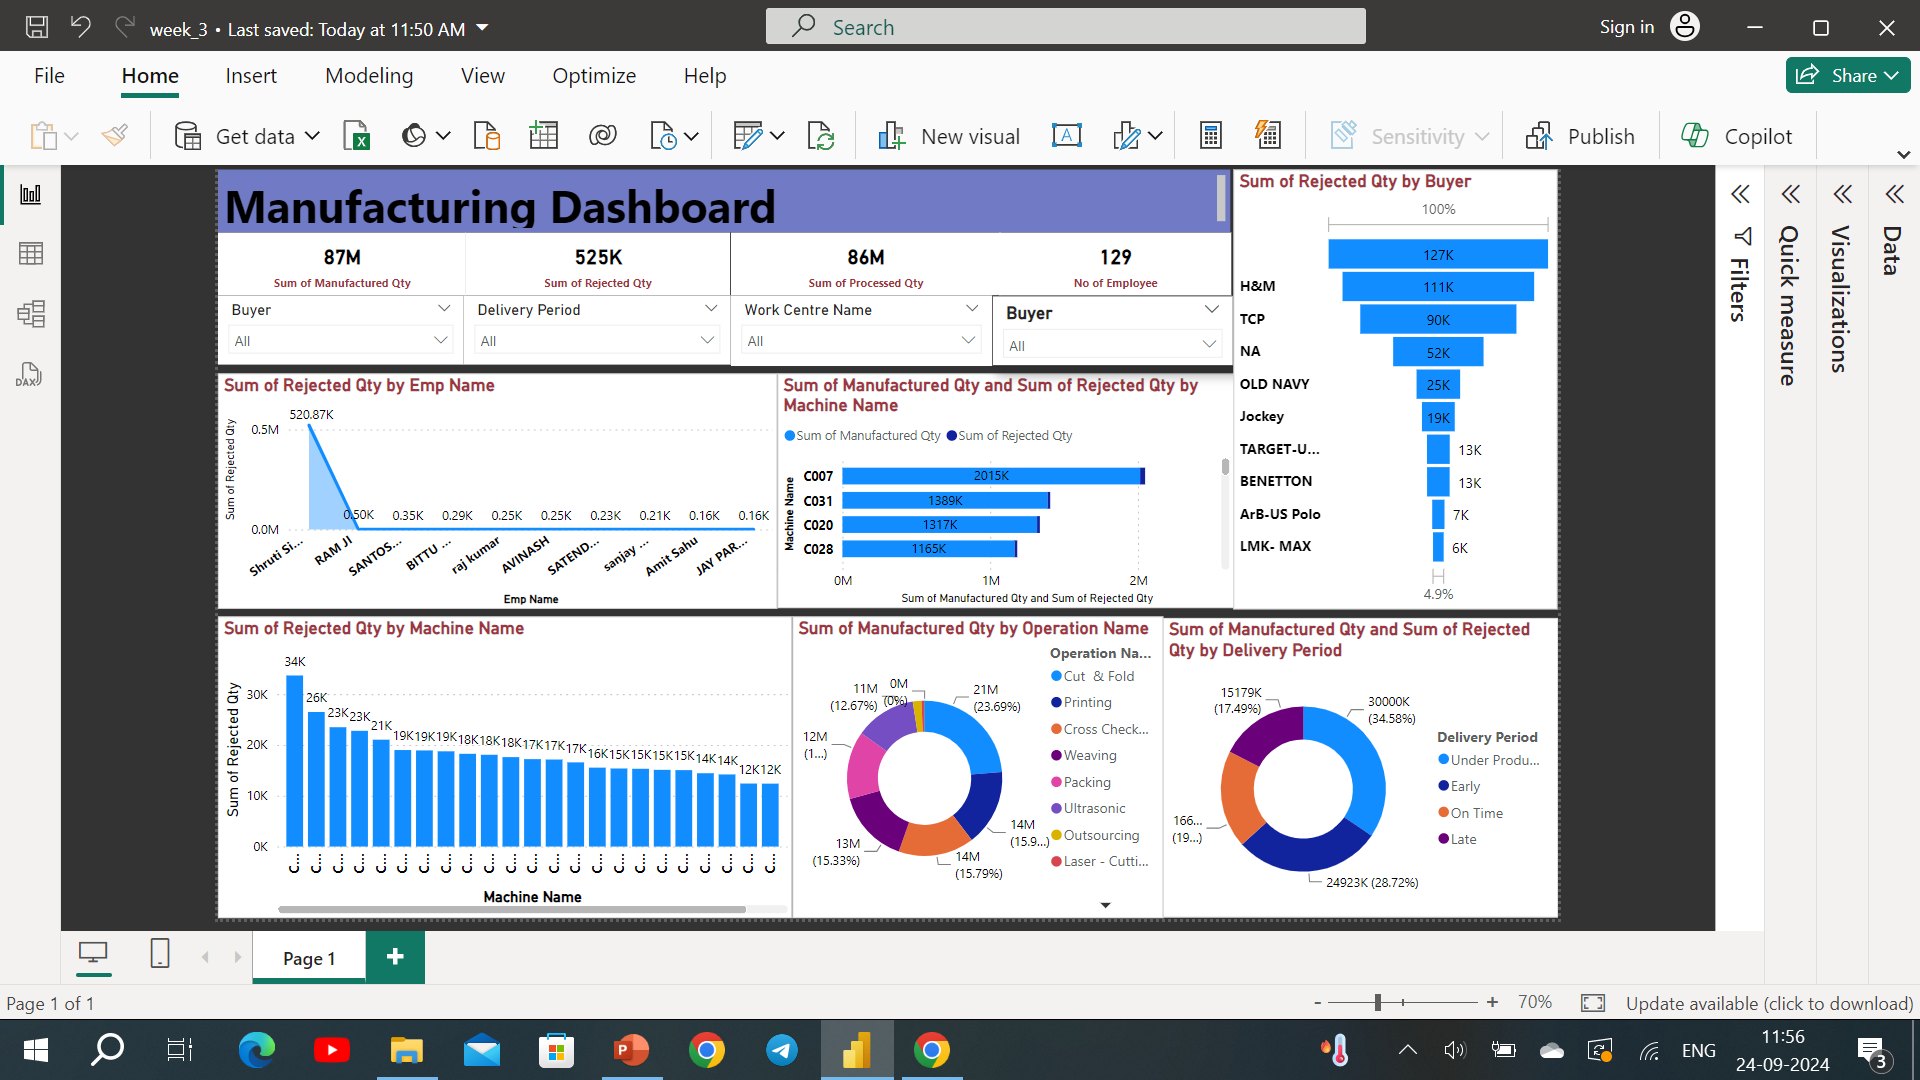 week_3 • Last saved: Today at 11:50 AM
Search
Sign in
File
Home
Insert
Modeling
View
Optimize
Help
Share
Get data
New visual
Sensitivity
Publish
Copilot
Manufacturing Dashboard
87M
Sum of Manufactured Qty
525K
Sum of Rejected Qty
86M
Sum of Processed Qty
129
No of Employee
Buyer
All
Delivery Period
All
Work Centre Name
All
Buyer
All
Sum of Rejected Qty by Buyer
100%
127K
H&M 111K
TCP 90K
NA 52K
OLD NAVY 25K
Jockey 19K
TARGET-U... 13K
BENETTON 13K
ArB-US Polo 7K
LMK- MAX 6K
4.9%
Filters
Quick measure
Visualizations
Data
DAX
Sum of Rejected Qty by Emp Name
Sum of Rejected Qty
0.5M
0.0M
520.87K
0.50K
0.35K
0.29K
0.25K
0.25K
0.23K
0.21K
0.16K
0.16K
Shruti Si...
RAM JI
SANTOS...
BITTU ...
raj kumar
AVINASH
SATEND...
sanjay ...
Amit Sahu
JAY PAR...
Emp Name
Sum of Manufactured Qty and Sum of Rejected Qty by
Machine Name
Sum of Manufactured Qty Sum of Rejected Qty
Machine Name
C007 2015K
C031 1389K
C020 1317K
C028 1165K
0M 1M 2M
Sum of Manufactured Qty and Sum of Rejected Qty
Sum of Rejected Qty by Machine Name
Sum of Rejected Qty
30K
20K
10K
0K
34K
26K
23K
23K
21K
19K
19K
19K
18K
18K
18K
17K
17K
17K
16K
15K
15K
15K
15K
14K
14K
12K
12K
C... C... C... C... C... C... C... C... C... C... C... C... C... C... C... C... C... C... C... C... C... C... C...
Machine Name
Sum of Manufactured Qty by Operation Name
0M
(0%)
21M
(23.69%)
14M
(15.9...)
14M
(15.79%)
13M
(15.33%)
12M
(1...)
11M
(12.67%)
Operation Na...
Cut & Fold
Printing
Cross Check...
Weaving
Packing
Ultrasonic
Outsourcing
Laser - Cutti...
Sum of Manufactured Qty and Sum of Rejected
Qty by Delivery Period
15179K
(17.49%)
30000K
(34.58%)
166...
(19...)
24923K (28.72%)
Delivery Period
Under Produ...
Early
On Time
Late
Page 1
+
Page 1 of 1
- + 70%
Update available (click to download)
P
ENG
11:56
24-09-2024
3